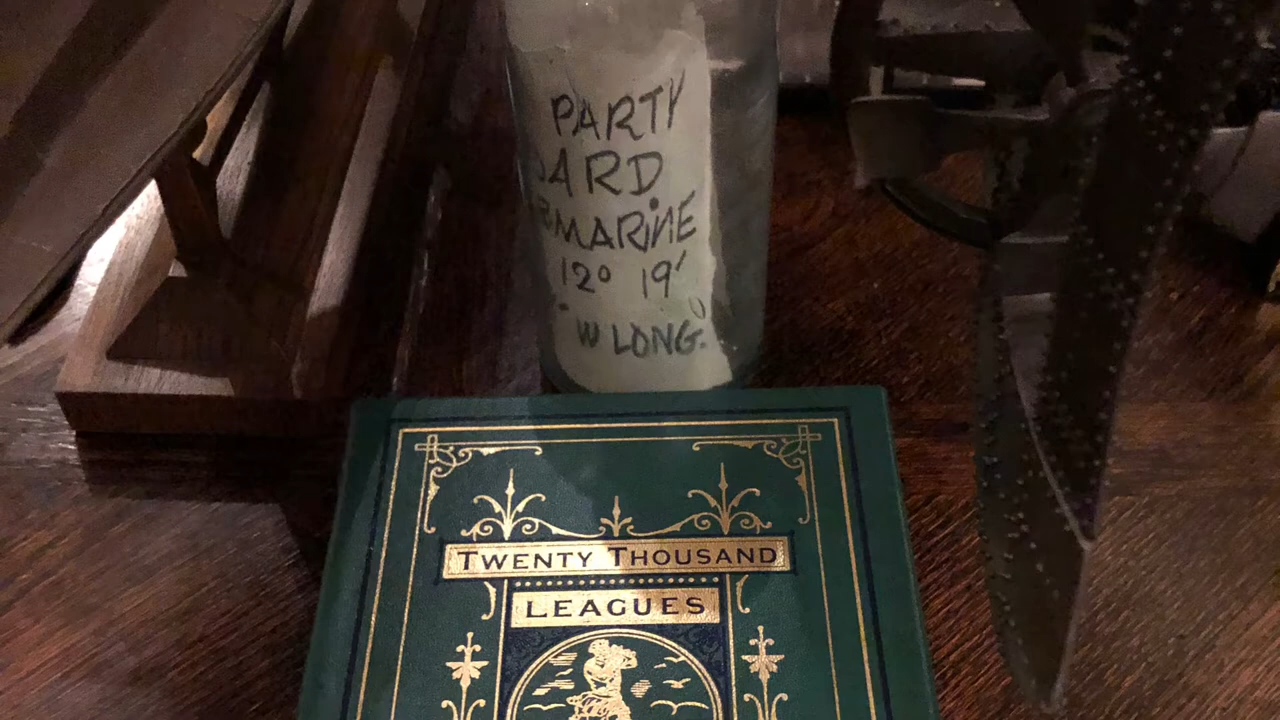 PARTY
ARD
MARINE
12° 19'
W LONG.
TWENTY THOUSAND
LEAGUES